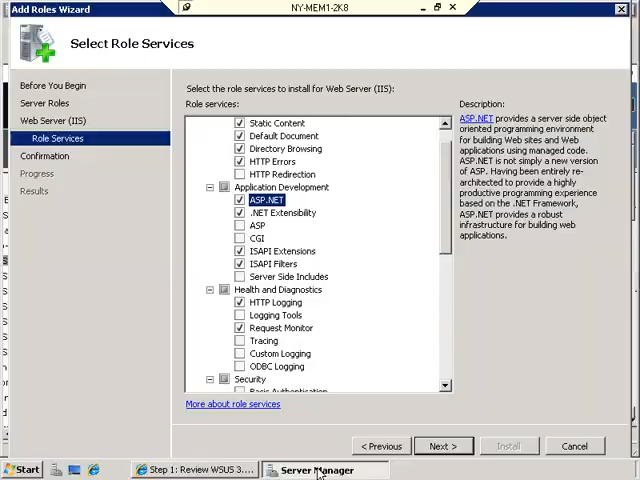 Add Roles Wizard
NY-MEM1-2K8
Select Role Services
Before You Begin
Server Roles
Web Server (IIS)
Role Services
Confirmation
Progress
Results
Select the role services to install for Web Server (IIS):
Role services:
Static Content
Default Document
Directory Browsing
HTTP Errors
HTTP Redirection
Application Development
ASP.NET
.NET Extensibility
ASP
CGI
ISAPI Extensions
ISAPI Filters
Server Side Includes
Health and Diagnostics
HTTP Logging
Logging Tools
Request Monitor
Tracing
Custom Logging
ODBC Logging
Security
Basic Authentication
More about role services
Description:
ASP.NET provides a server side object
oriented programming environment
for building Web sites and Web
applications using managed code.
ASP.NET is not simply a new version
of ASP. Having been entirely re-
architected to provide a highly
productive programming experience
based on the .NET Framework,
ASP.NET provides a robust
infrastructure for building web
applications.
< Previous
Next >
Install
Cancel
Start
Step 1: Review WSUS 3....
Server Manager